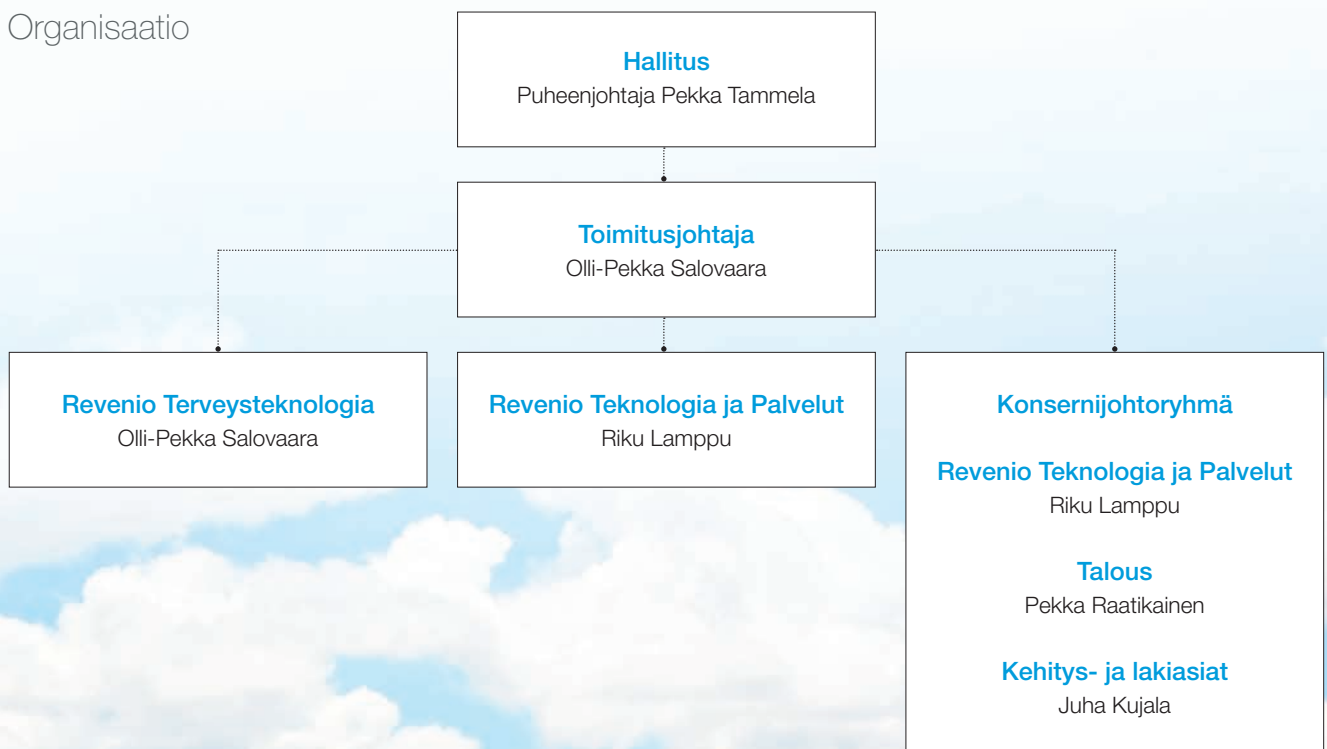 Organisaatio
Hallitus
Puheenjohtaja Pekka Tammela
Toimitusjohtaja
Olli-Pekka Salovaara
Revenio Terveysteknologia
Olli-Pekka Salovaara
Revenio Teknologia ja Palvelut
Riku Lamppu
Konsernijohtoryhmä
Revenio Teknologia ja Palvelut
Riku Lamppu
Talous
Pekka Raatikainen
Kehitys- ja lakiasiat
Juha Kujala